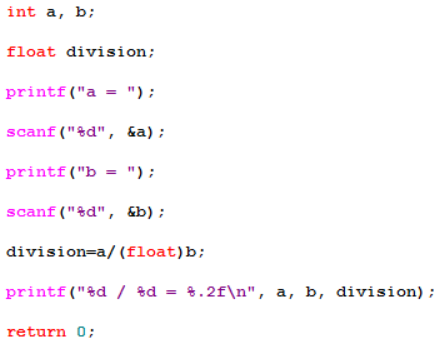 int a, b;
float division;
printf("a = ");
scanf("%d", &a);
printf("b = ");
scanf("%d", &b);
division=a/(float)b;
printf("%d / %d = %.2f\n", a, b, division);
return 0;